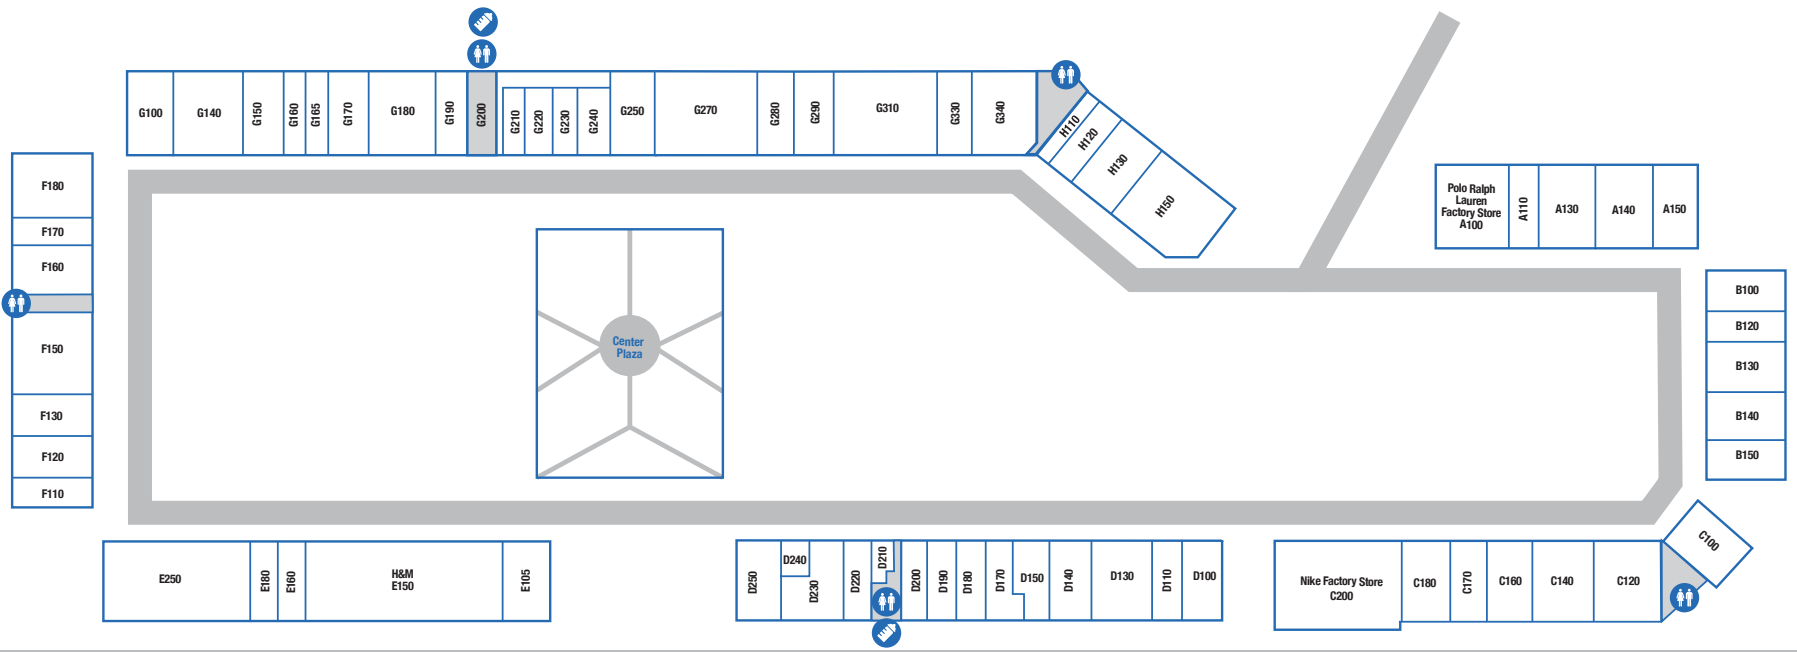 G100
G140
G150
G160
G165
G170
G180
G190
G200
G210
G220
G230
G240
G250
G270
G280
G290
G310
G330
G340
H110
H120
H130
H150
F180
F170
F160
F150
F130
F120
F110
Center
Plaza
Polo Ralph
Lauren
Factory Store
A100
A110
A130
A140
A150
B100
B120
B130
B140
B150
E250
E180
E160
H&M
E150
E105
D250
D240
D230
D220
D210
D200
D190
D180
D170
D150
D140
D130
D110
D100
Nike Factory Store
C200
C180
C170
C160
C140
C120
C100